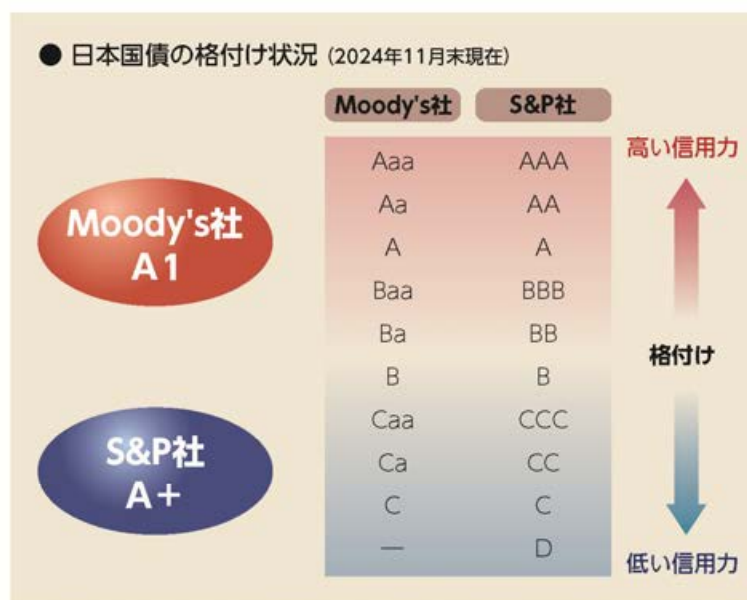 ● 日本国債の格付け状況（2024年11月末現在）
Moody's社 S&P社
Aaa AAA
Aa AA
A A
Baa BBB
Ba BB
B B
Caa CCC
Ca CC
C C
— D
Moody's社
A1
S&P社
A+
高い信用力
格付け
低い信用力